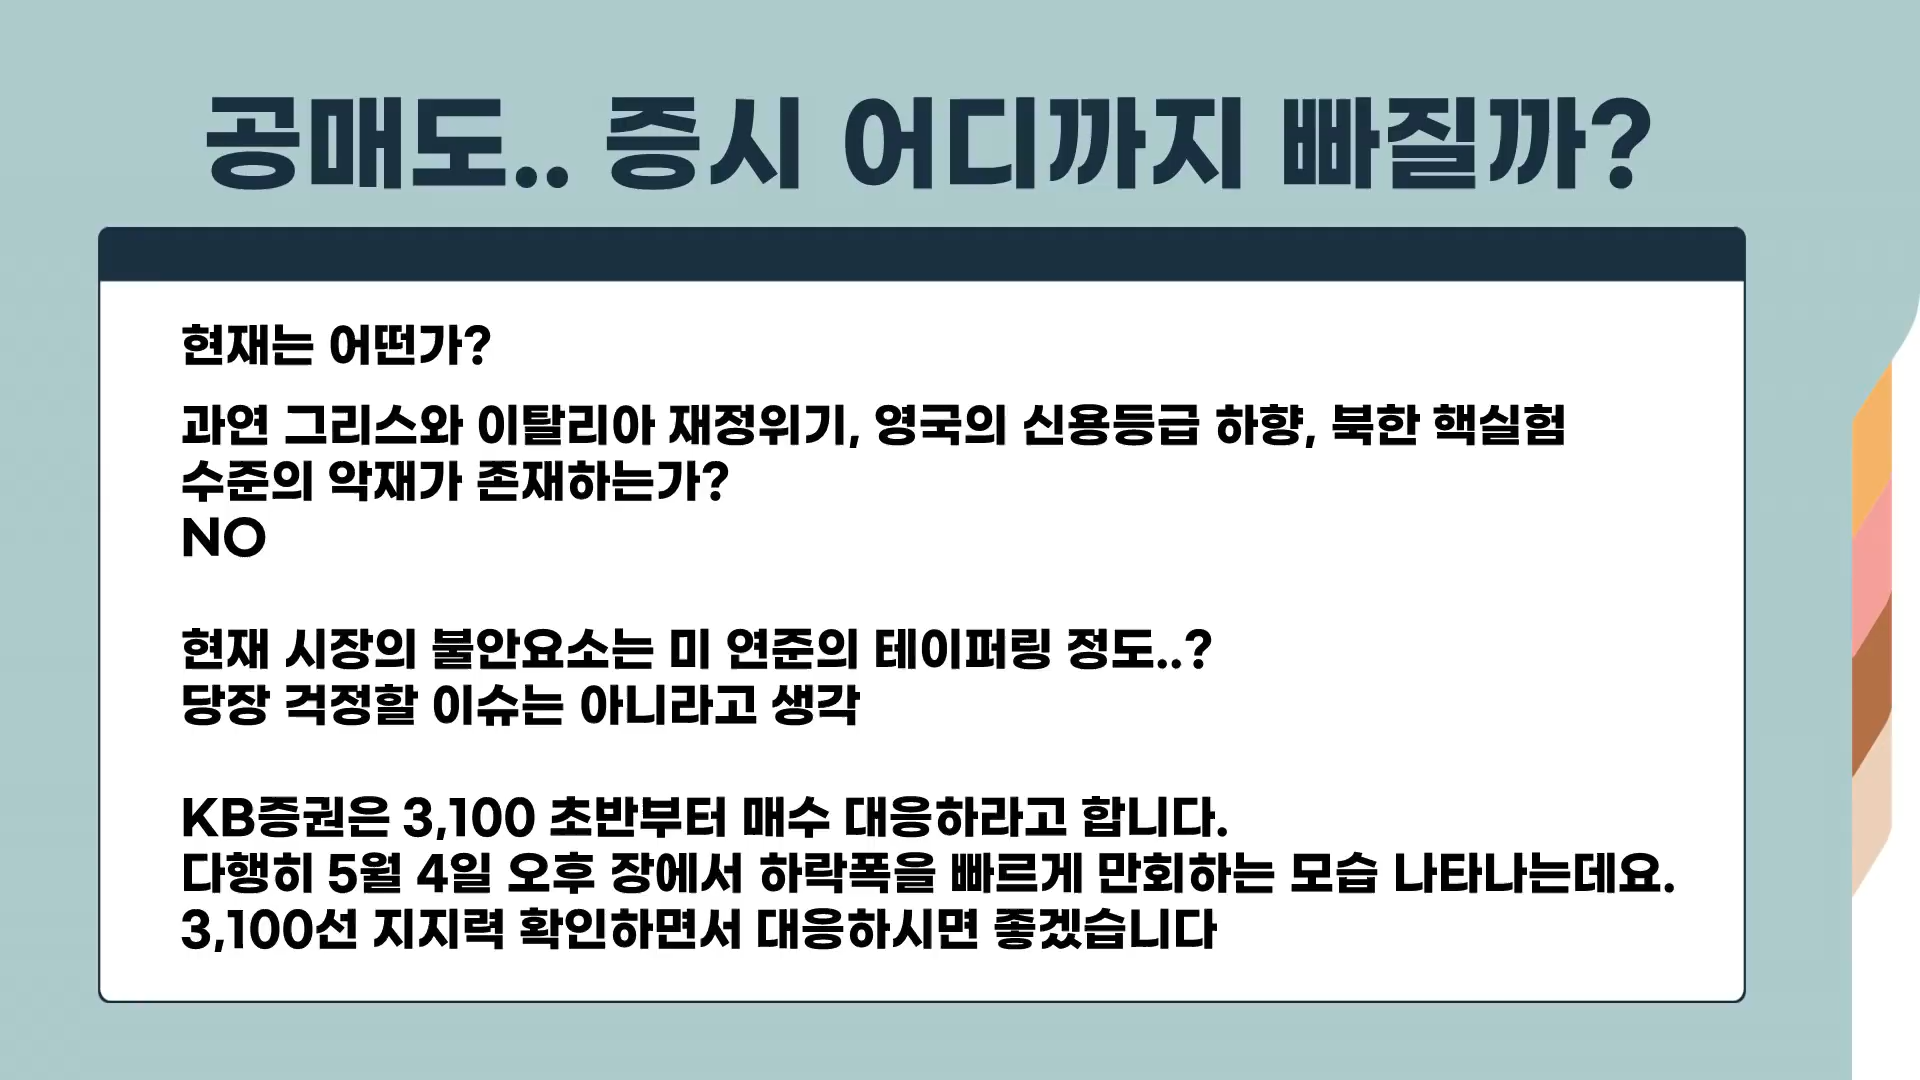 공매도.. 증시 어디까지 빠질까?
현재는 어떤가?
과연 그리스와 이탈리아 재정위기, 영국의 신용등급 하향, 북한 핵실험
수준의 악재가 존재하는가?
NO
현재 시장의 불안요소는 미 연준의 테이퍼링 정도..?
당장 걱정할 이슈는 아니라고 생각
KB증권은 3,100 초반부터 매수 대응하라고 합니다.
다행히 5월 4일 오후 장에서 하락폭을 빠르게 만회하는 모습 나타나는데요.
3,100선 지지력 확인하면서 대응하시면 좋겠습니다